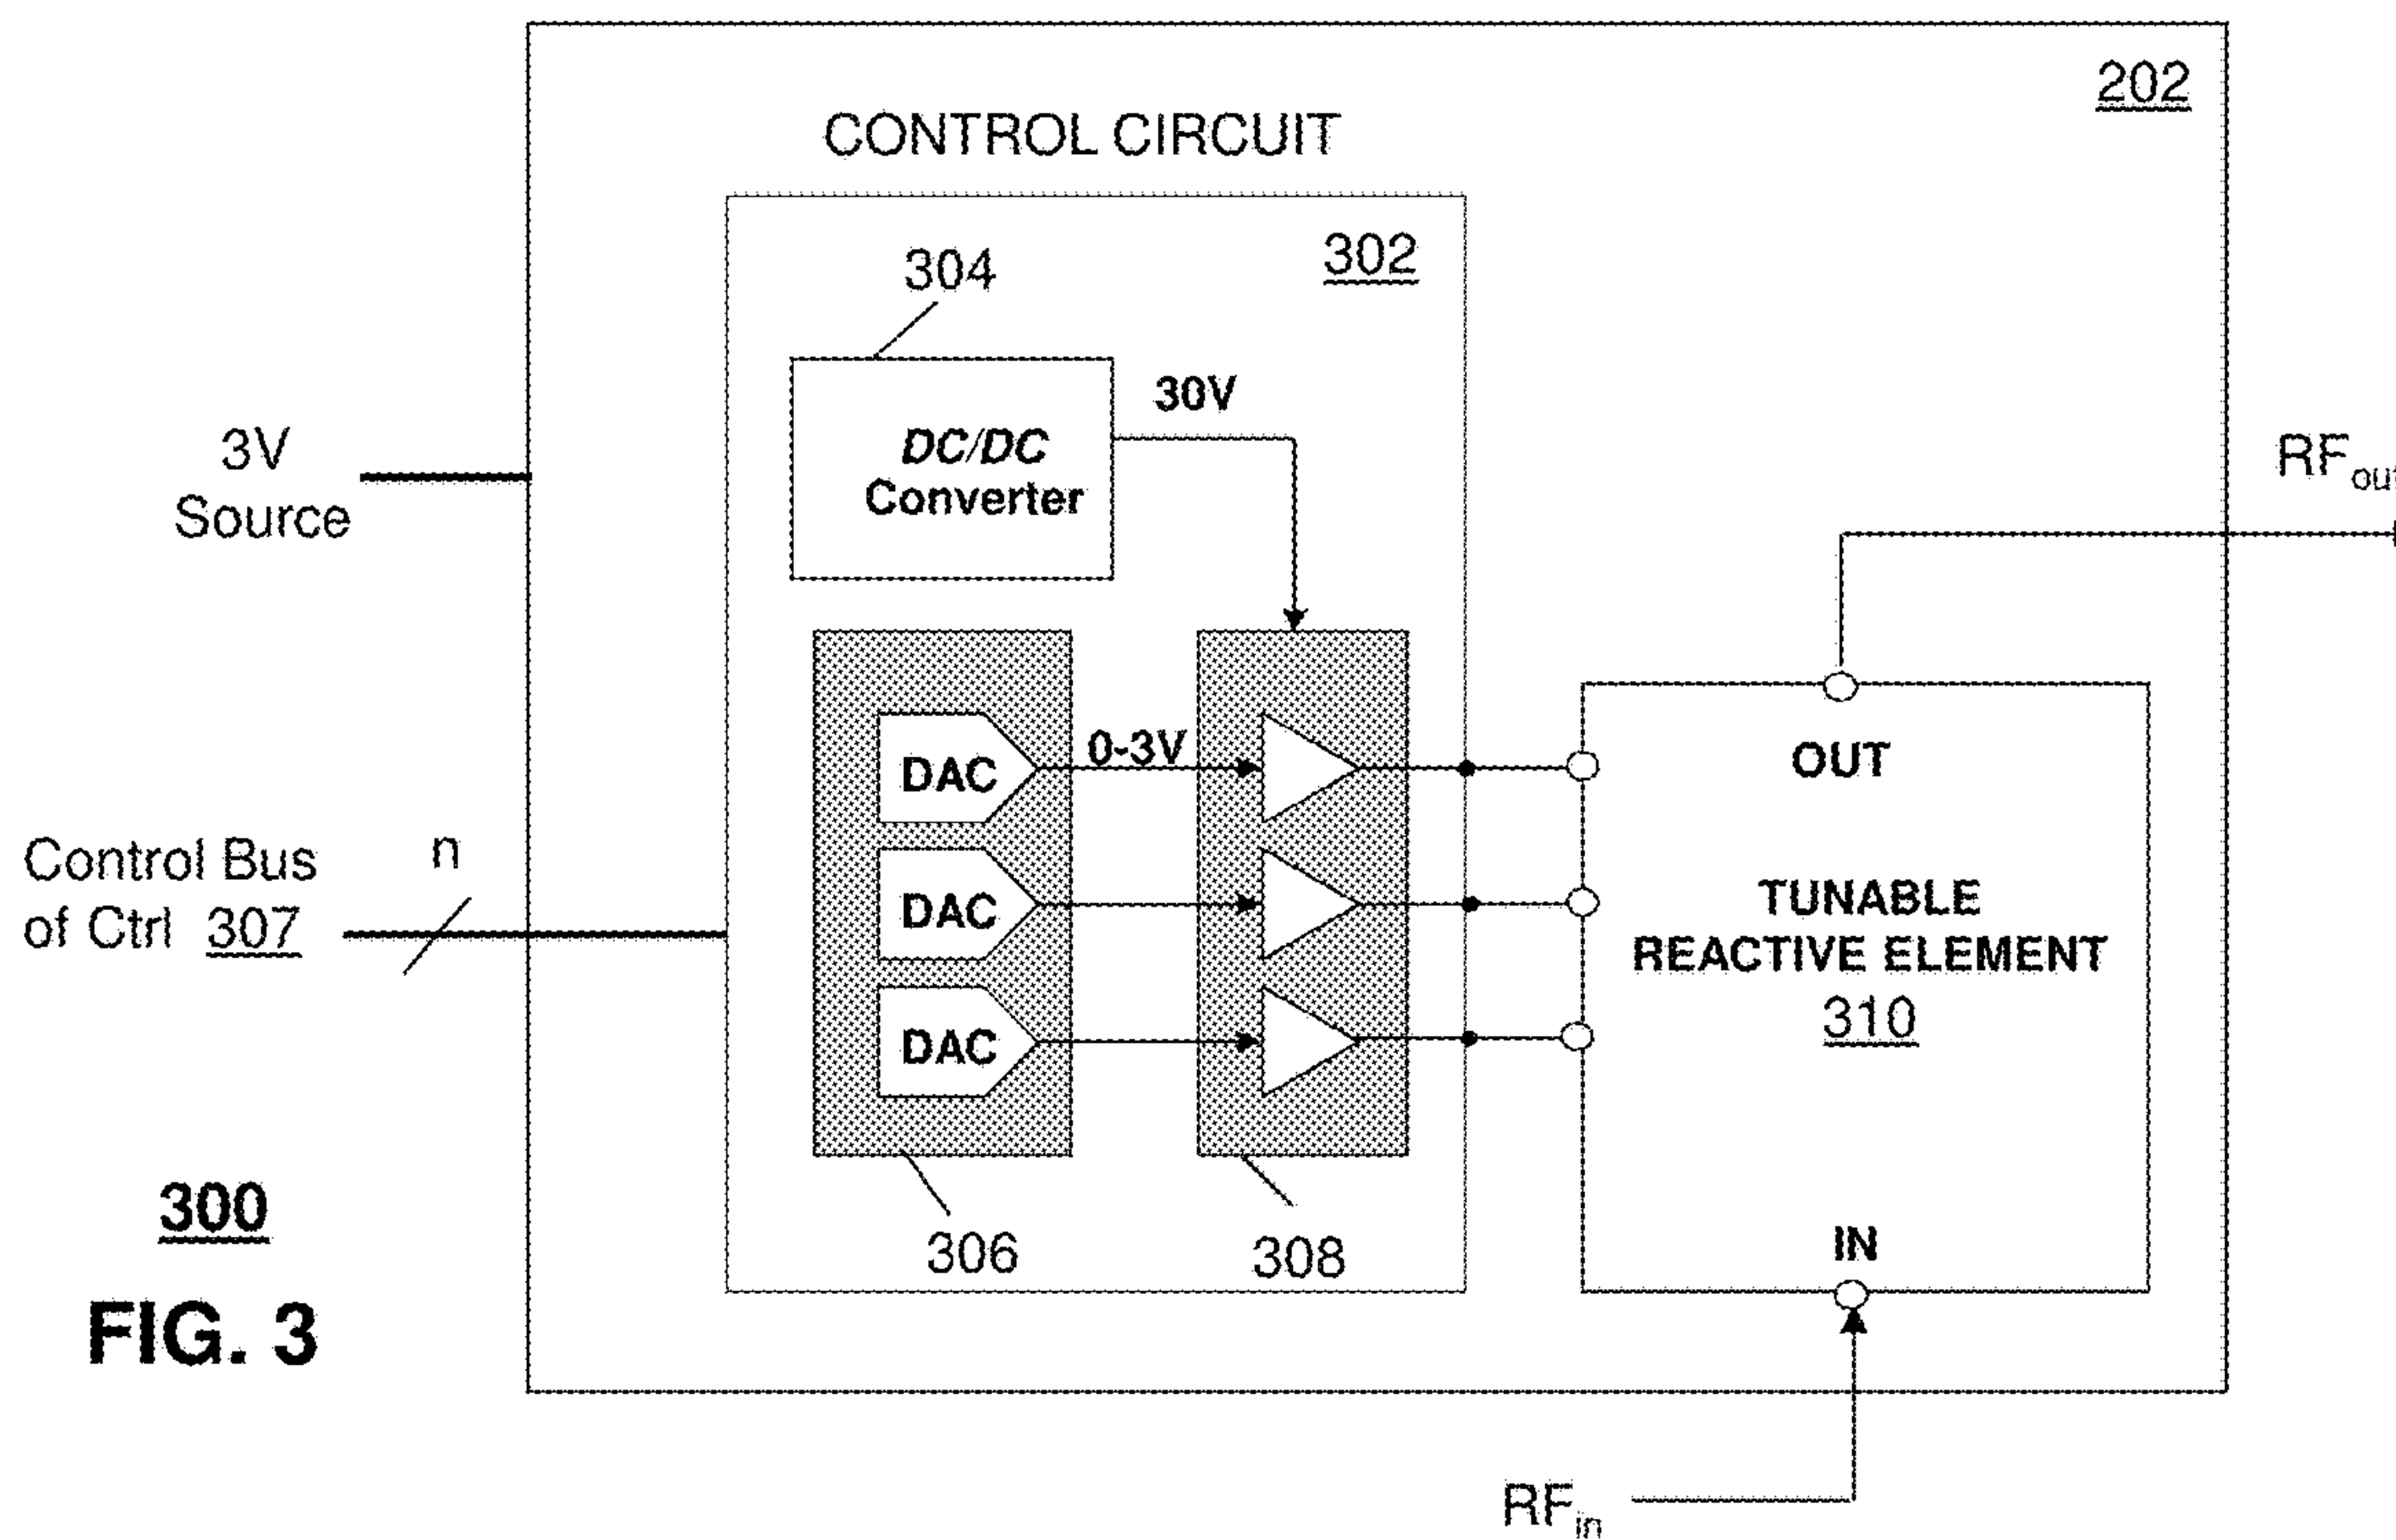 202
CONTROL CIRCUIT
302
304
30V
DC/DC
Converter
3V
Source
RFout
0-3V
DAC
DAC
DAC
OUT
TUNABLE
REACTIVE ELEMENT
310
IN
n
Control Bus
of Ctrl 307
306
308
300
FIG. 3
RFin